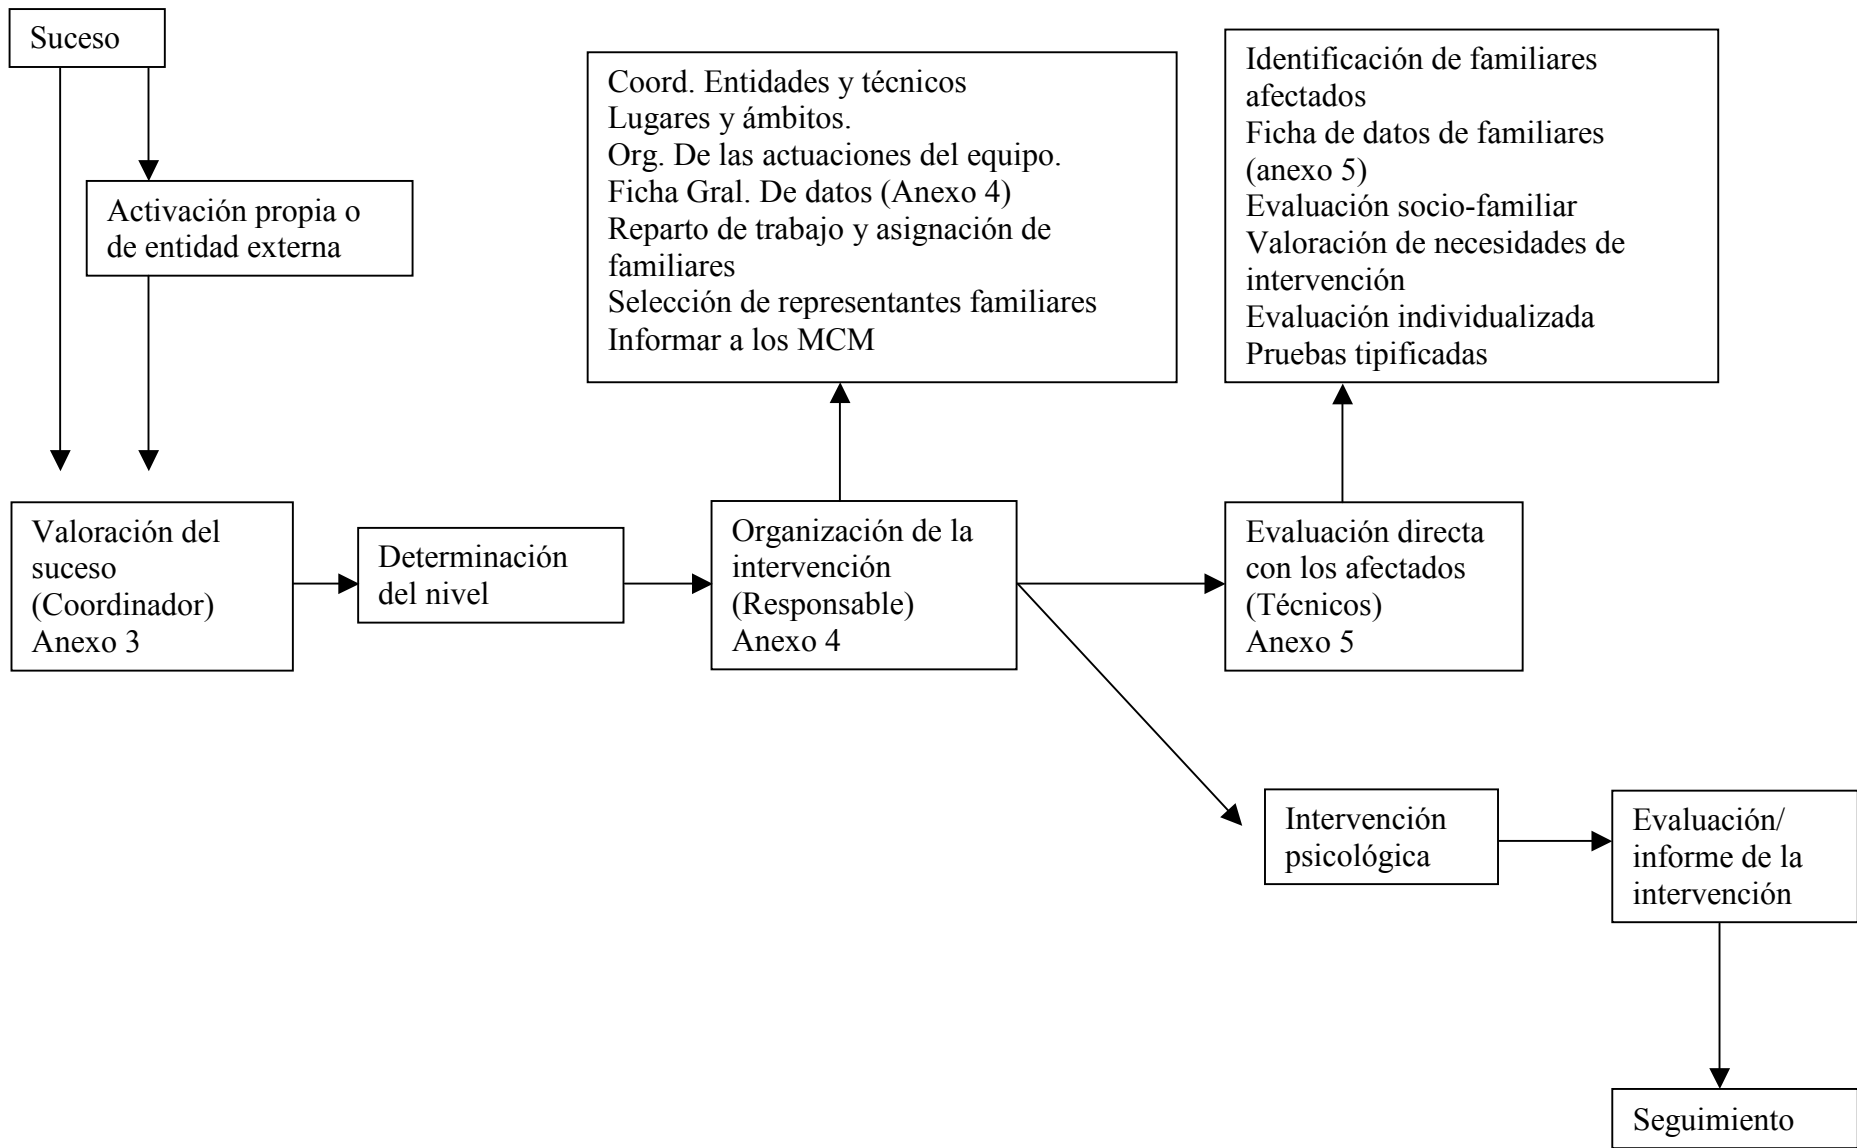 Suceso
Activación propia o
de entidad externa
Coord. Entidades y técnicos
Lugares y ámbitos.
Org. De las actuaciones del equipo.
Ficha Gral. De datos (Anexo 4)
Reparto de trabajo y asignación de
familiares
Selección de representantes familiares
Informar a los MCM
Identificación de familiares
afectados
Ficha de datos de familiares
(anexo 5)
Evaluación socio-familiar
Valoración de necesidades de
intervención
Evaluación individualizada
Pruebas tipificadas
Valoración del
suceso
(Coordinador)
Anexo 3
Determinación
del nivel
Organización de la
intervención
(Responsable)
Anexo 4
Evaluación directa
con los afectados
(Técnicos)
Anexo 5
Intervención
psicológica
Evaluación/
informe de la
intervención
Seguimiento